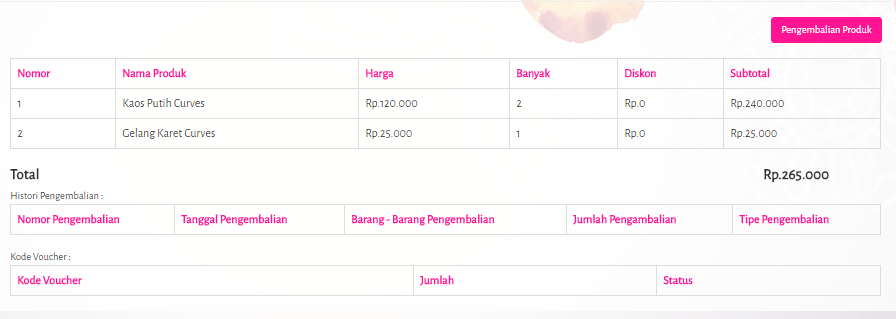 Pengembalian Produk
Nomor Nama Produk Harga Banyak Diskon Subtotal
1 Kaos Putih Curves Rp.120.000 2 Rp.0 Rp.240.000
2 Gelang Karet Curves Rp.25.000 1 Rp.0 Rp.25.000
Total Rp.265.000
Histori Pengembalian :
Nomor Pengembalian Tanggal Pengembalian Barang - Barang Pengembalian Jumlah Pengambalian Tipe Pengembalian
Kode Voucher :
Kode Voucher Jumlah Status